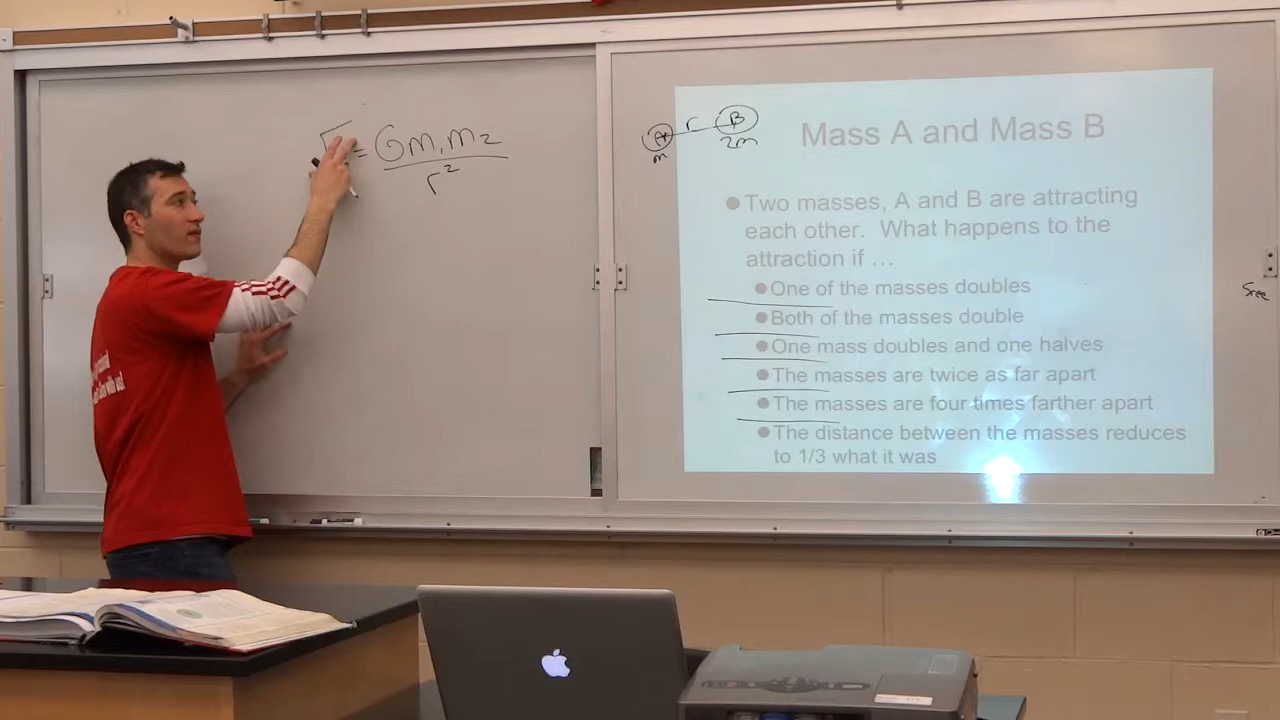 = Gm₁m₂
r²
A r B
m 2m
Mass A and Mass B
Two masses, A and B are attracting
each other. What happens to the
attraction if …
One of the masses doubles
Both of the masses double
One mass doubles and one halves
The masses are twice as far apart
The masses are four times farther apart
The distance between the masses reduces
to 1/3 what it was